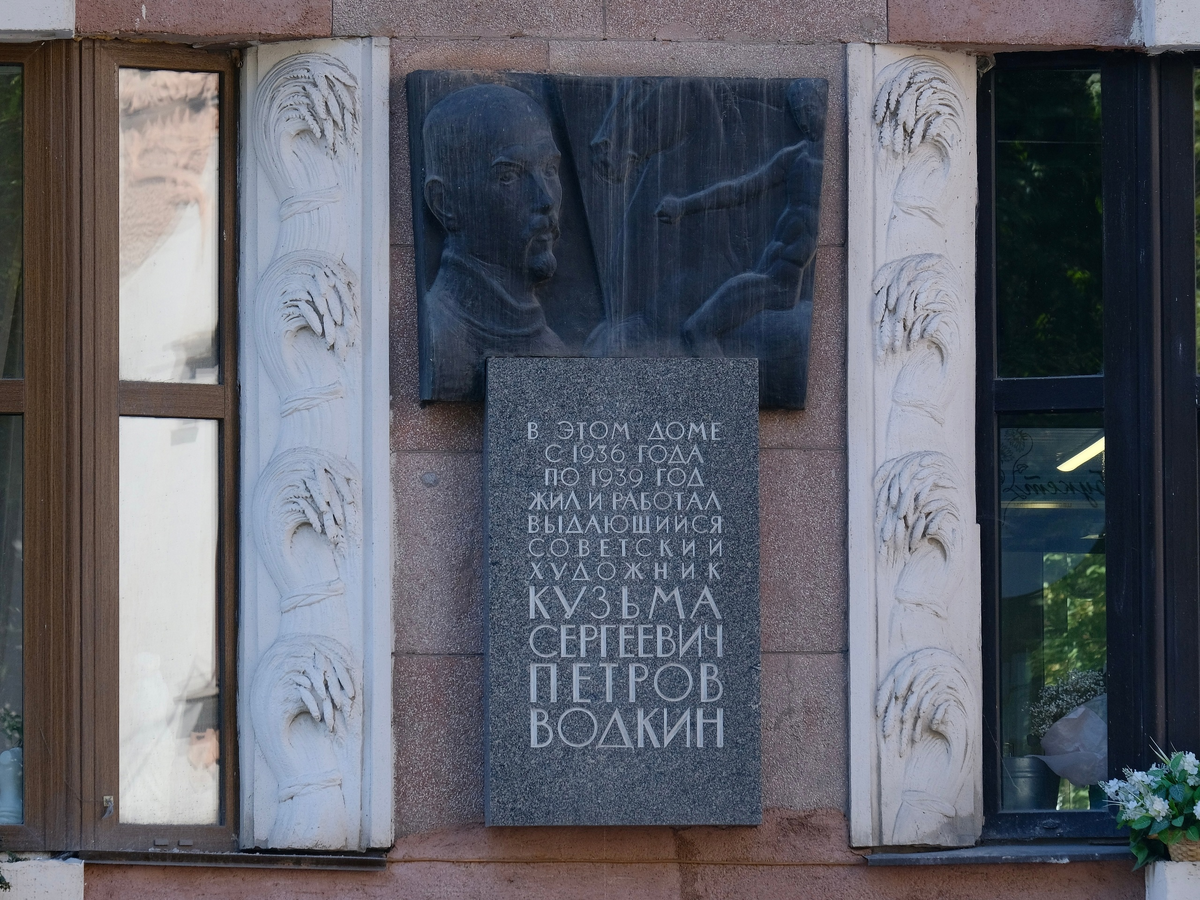 В ЭТОМ ДОМЕ
С 1936 ГОДА
ПО 1939 ГОД
ЖИЛ И РАБОТАЛ
ВЫДАЮЩИЙСЯ
СОВЕТСКИЙ
ХУДОЖНИК
КУЗЬМА
СЕРГЕЕВИЧ
ПЕТРОВ
ВОДКИН